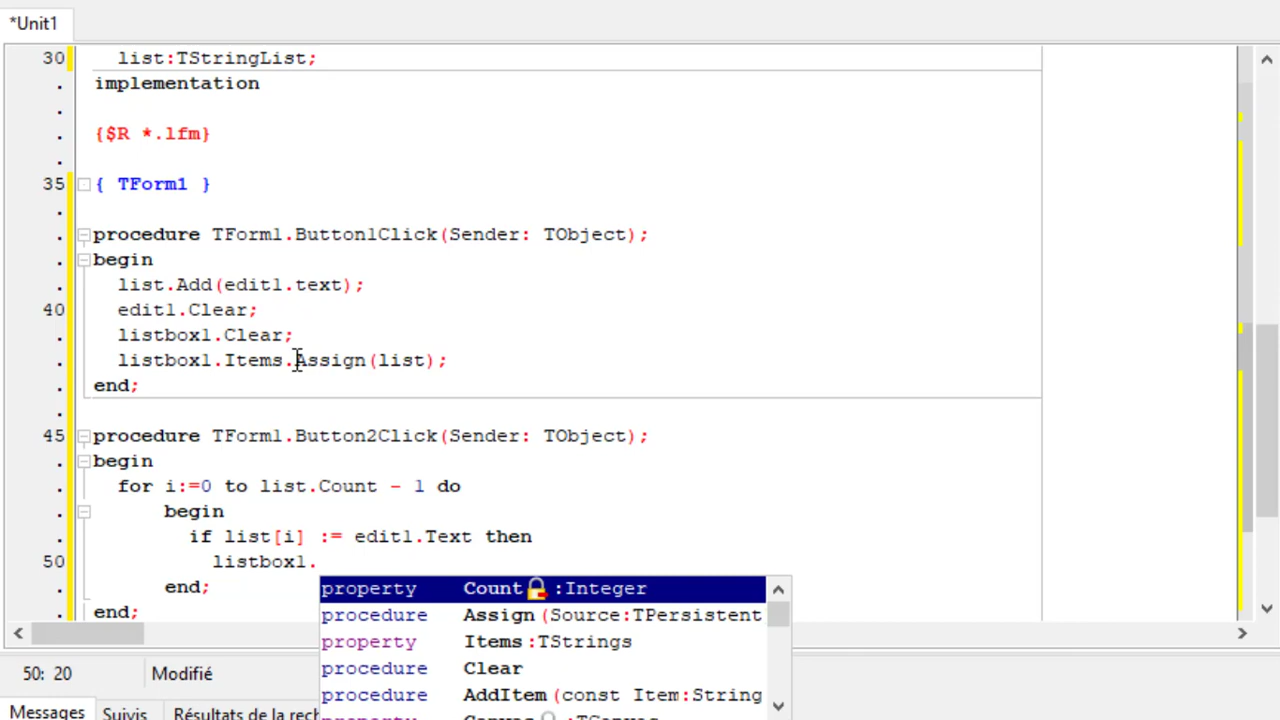 *Unit1
30 list:TStringList;
implementation
{$R *.lfm}
35 { TForm1 }
procedure TForm1.Button1Click(Sender: TObject);
begin
list.Add(edit1.text);
40 edit1.Clear;
listbox1.Clear;
listbox1.Items.Assign(list);
end;
45 procedure TForm1.Button2Click(Sender: TObject);
begin
for i:=0 to list.Count - 1 do
begin
if list[i] := edit1.Text then
50 listbox1.
end;
end;
property Count :Integer
procedure Assign(Source:TPersistent
property Items:TStrings
procedure Clear
procedure AddItem(const Item:String
50: 20 Modifié
Messages Suivis Résultats de la rech